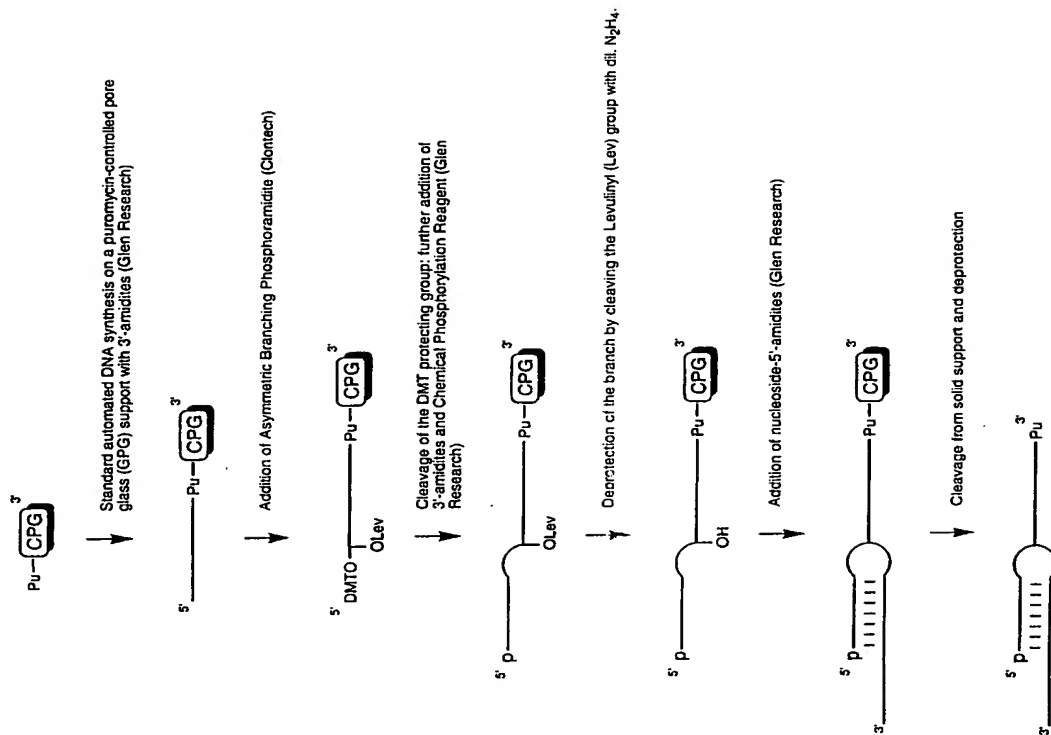 Pu CPG 3'
Standard automated DNA synthesis on a puromycin-controlled pore
glass (GPG) support with 3'-amidites (Glen Research)
5' Pu CPG 3'
Addition of Asymmetric Branching Phosphoramidite (Clontech)
5' DMTO Pu CPG 3'
OLev
Cleavage of the DMT protecting group: further addition of
3'-amidites and Chemical Phosphorylation Reagent (Glen
Research)
5' p Pu CPG 3'
OLev
Deprotection of the branch by cleaving the Levulinyl (Lev) group with dil. N₂H₄.
5' p Pu CPG 3'
OH
Addition of nucleoside-5'-amidites (Glen Research)
5' p Pu CPG 3'
3'
Cleavage from solid support and deprotection
5' p Pu 3'
3'